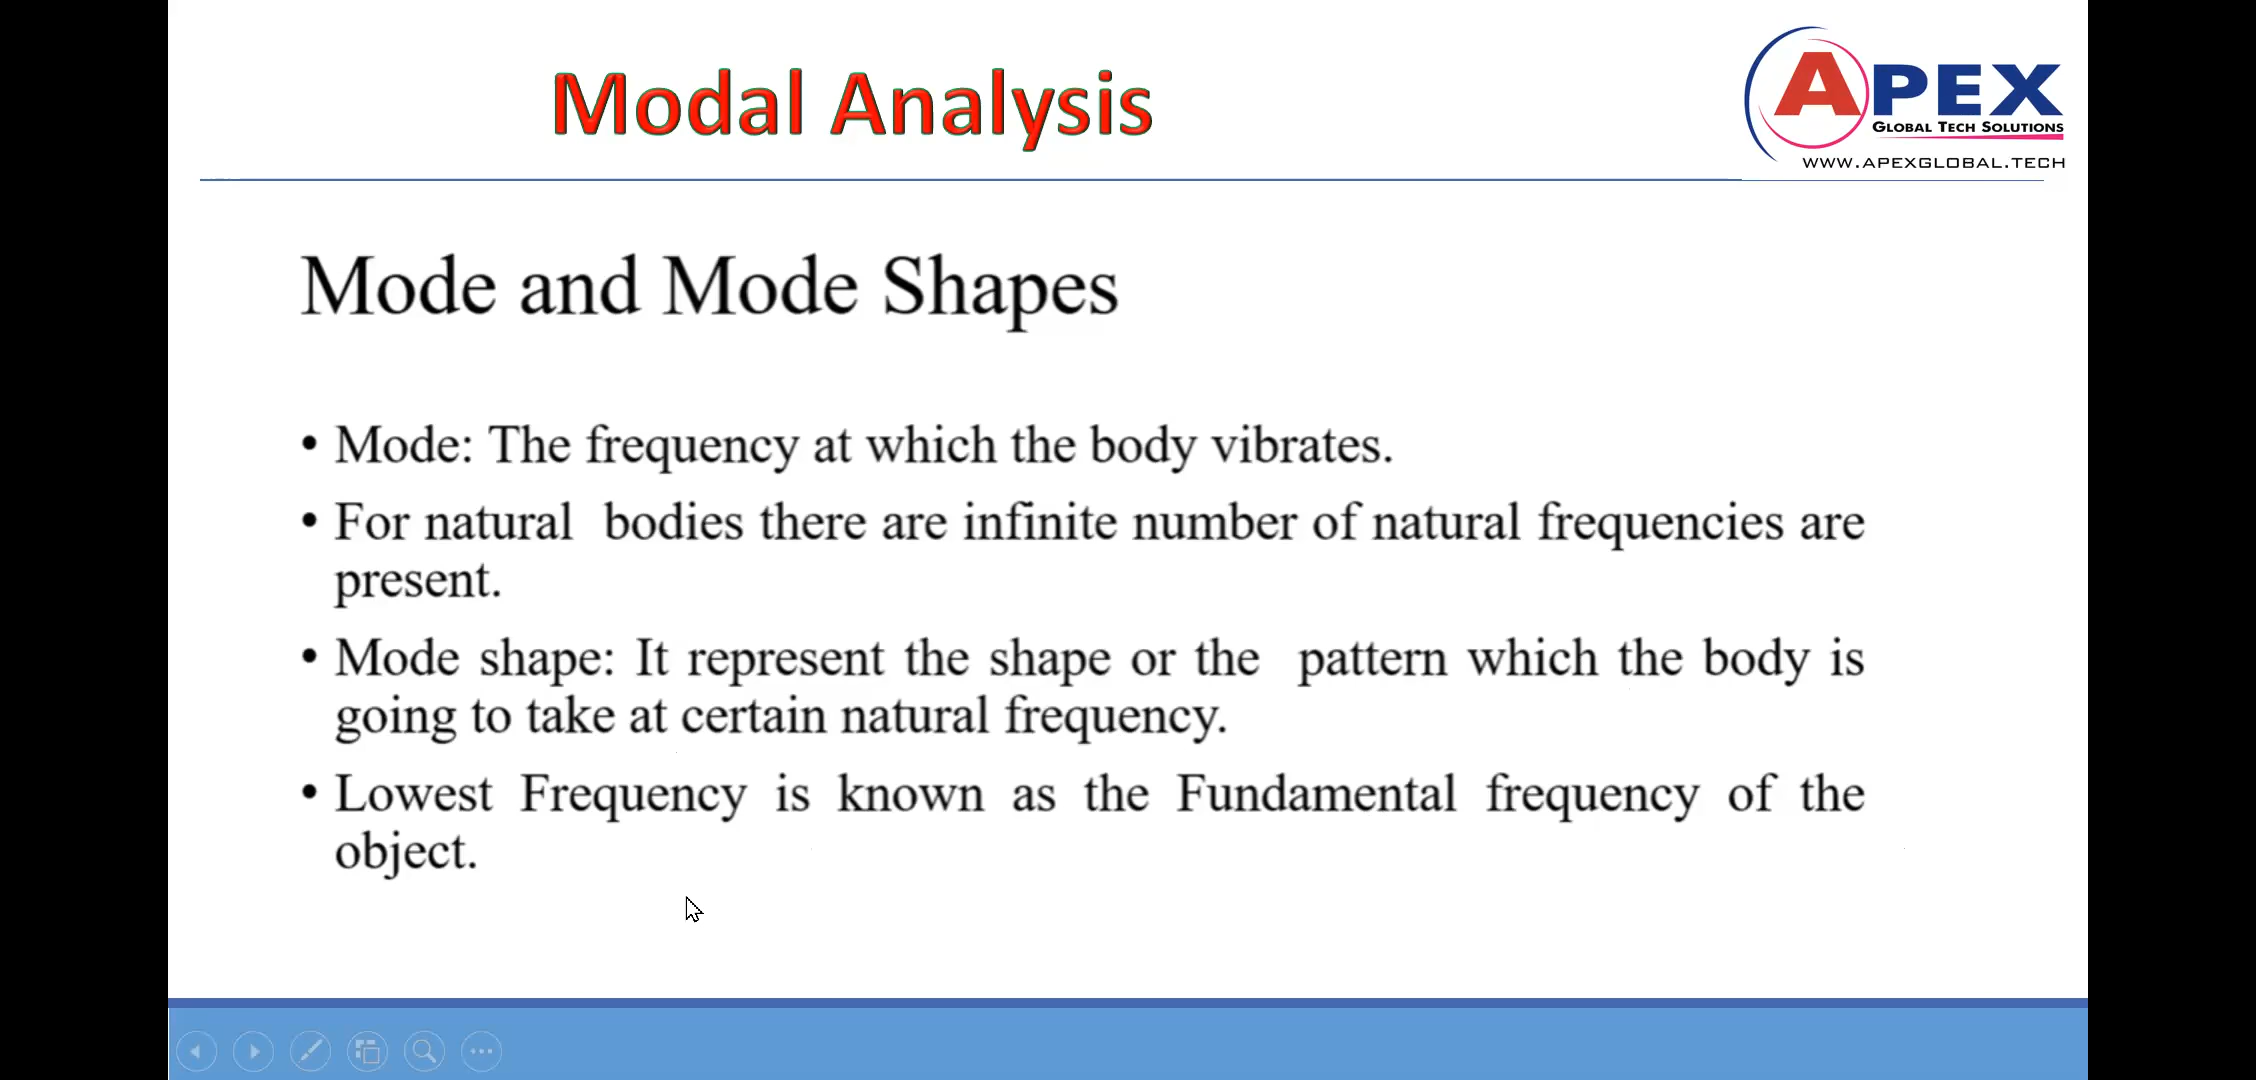 Modal Analysis
APEX
GLOBAL TECH SOLUTIONS
WWW.APEXGLOBAL.TECH
Mode and Mode Shapes
• Mode: The frequency at which the body vibrates.
• For natural bodies there are infinite number of natural frequencies are
present.
• Mode shape: It represent the shape or the pattern which the body is
going to take at certain natural frequency.
• Lowest Frequency is known as the Fundamental frequency of the
object.